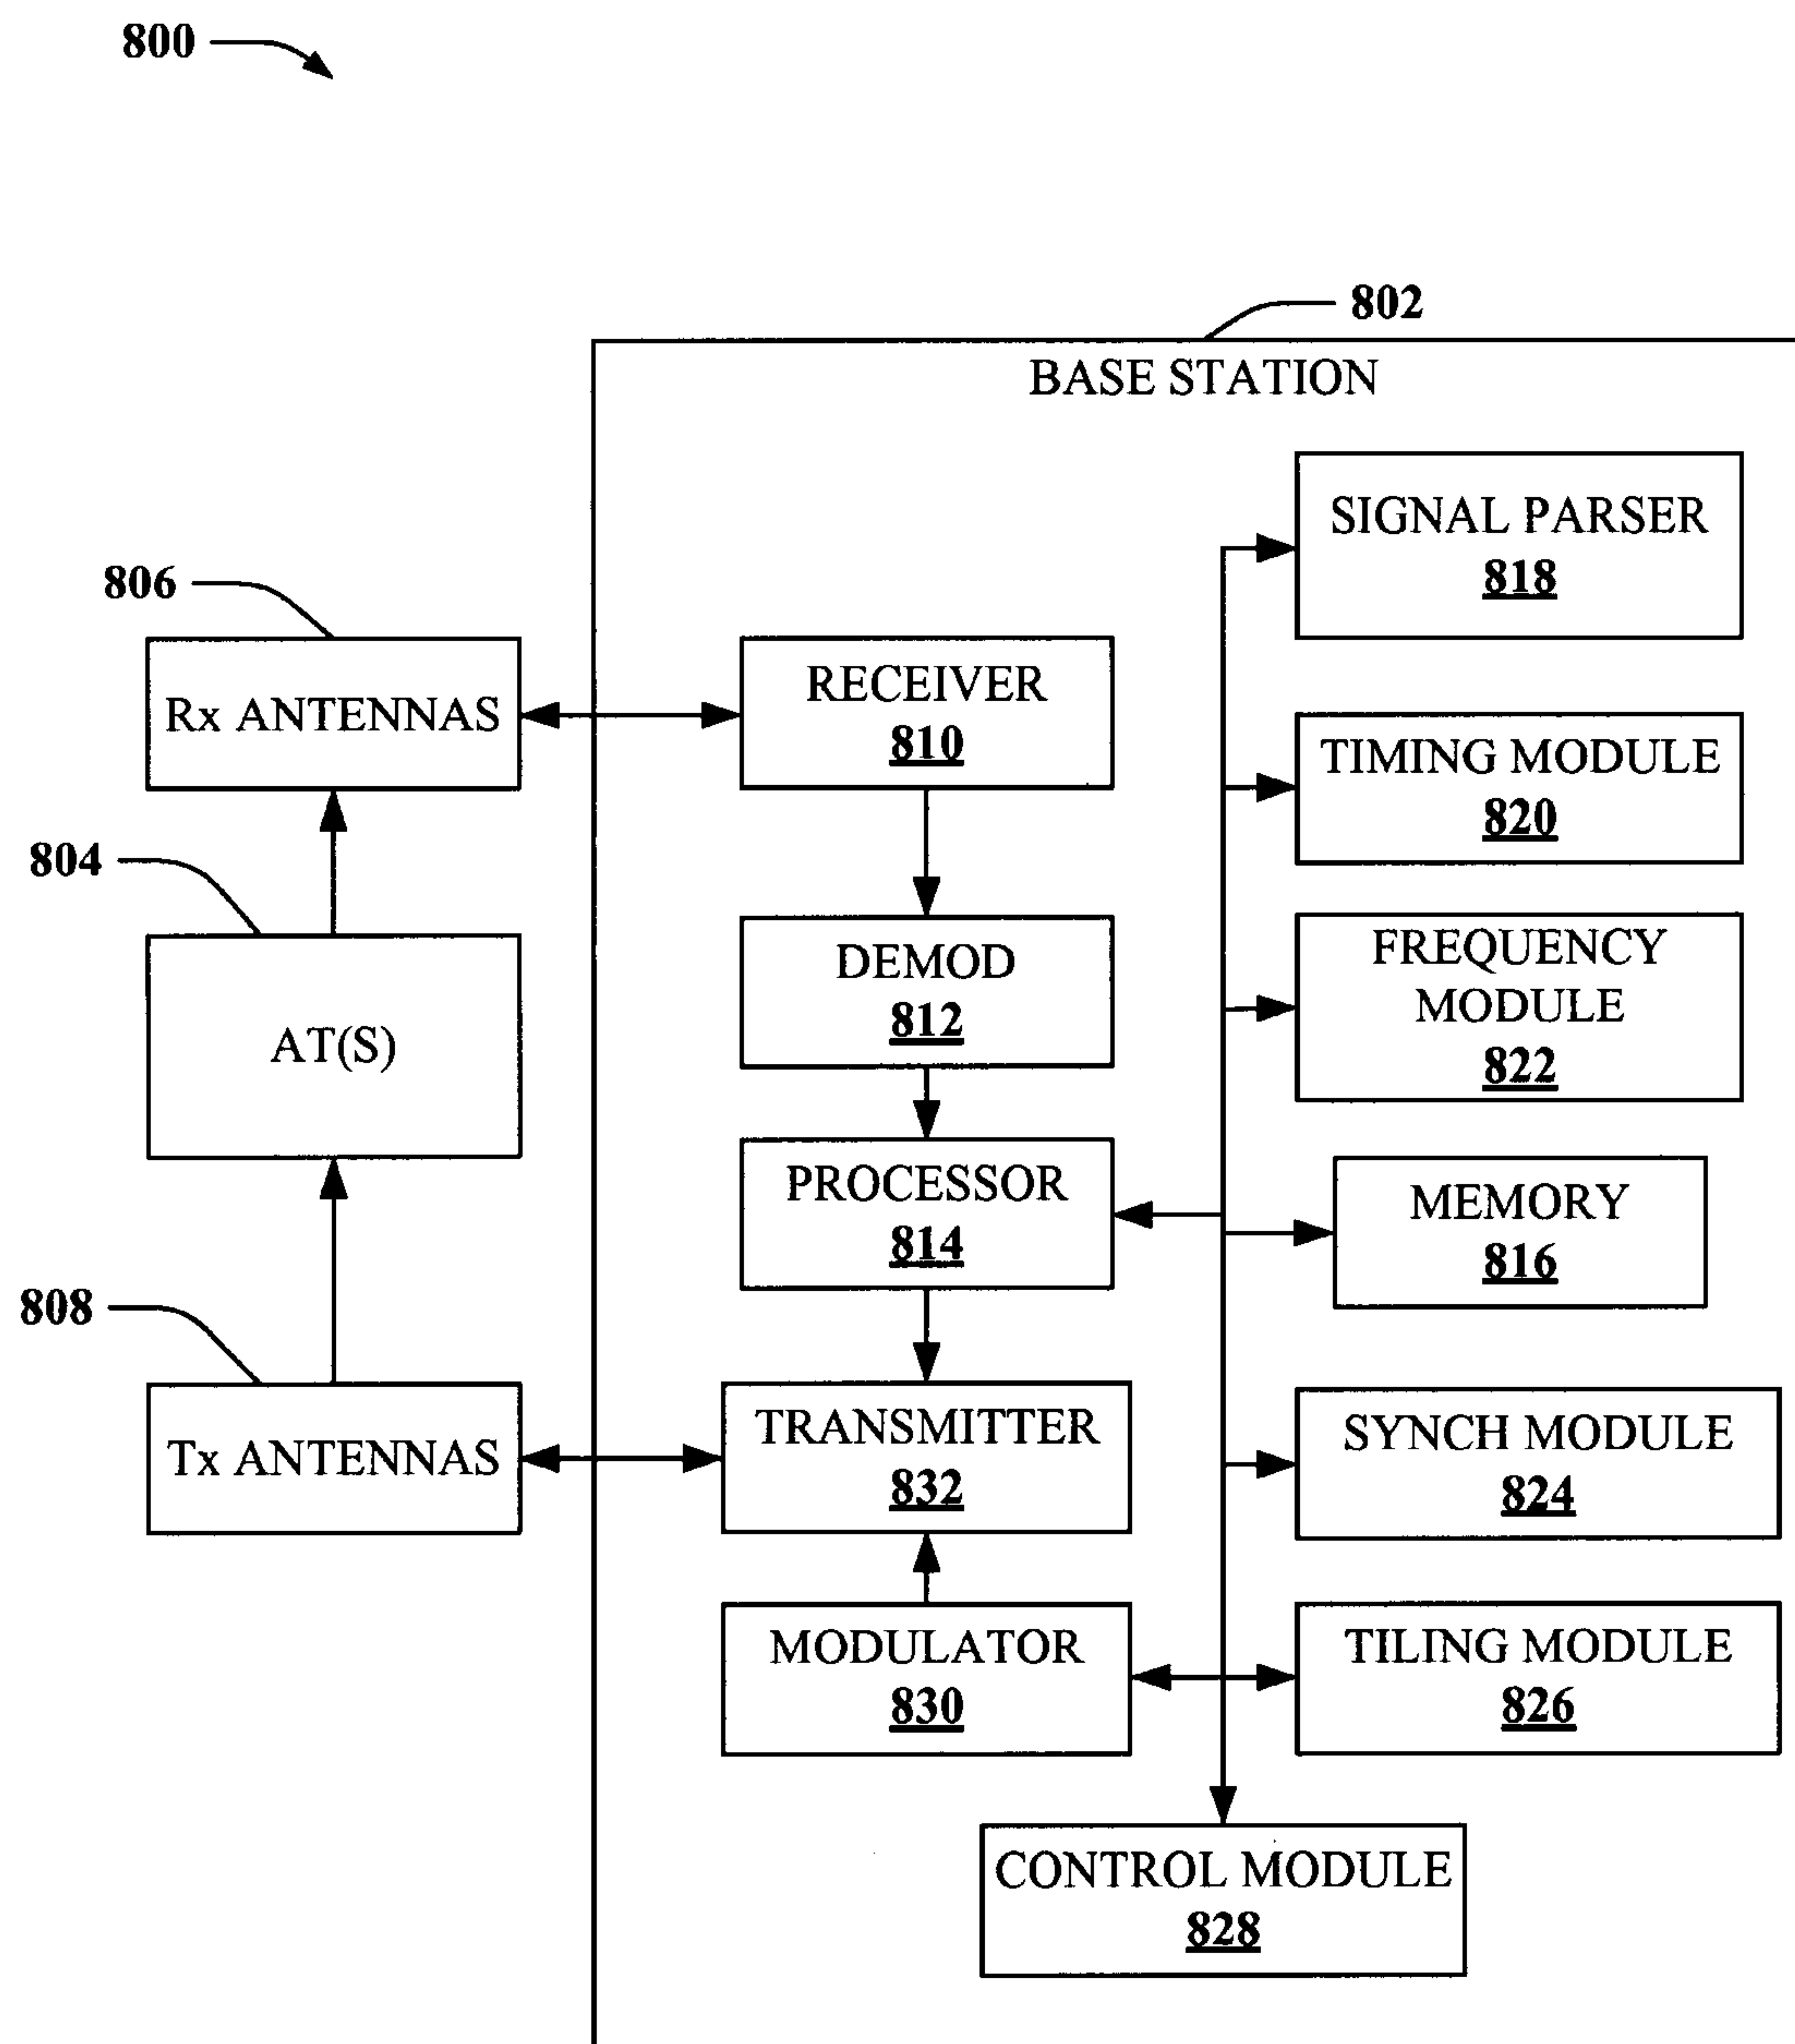 800
802
BASE STATION
SIGNAL PARSER
818
806
Rx ANTENNAS
RECEIVER
810
TIMING MODULE
820
804
AT(S)
DEMOD
812
FREQUENCY
MODULE
822
PROCESSOR
814
MEMORY
816
808
Tx ANTENNAS
TRANSMITTER
832
SYNCH MODULE
824
MODULATOR
830
TILING MODULE
826
CONTROL MODULE
828